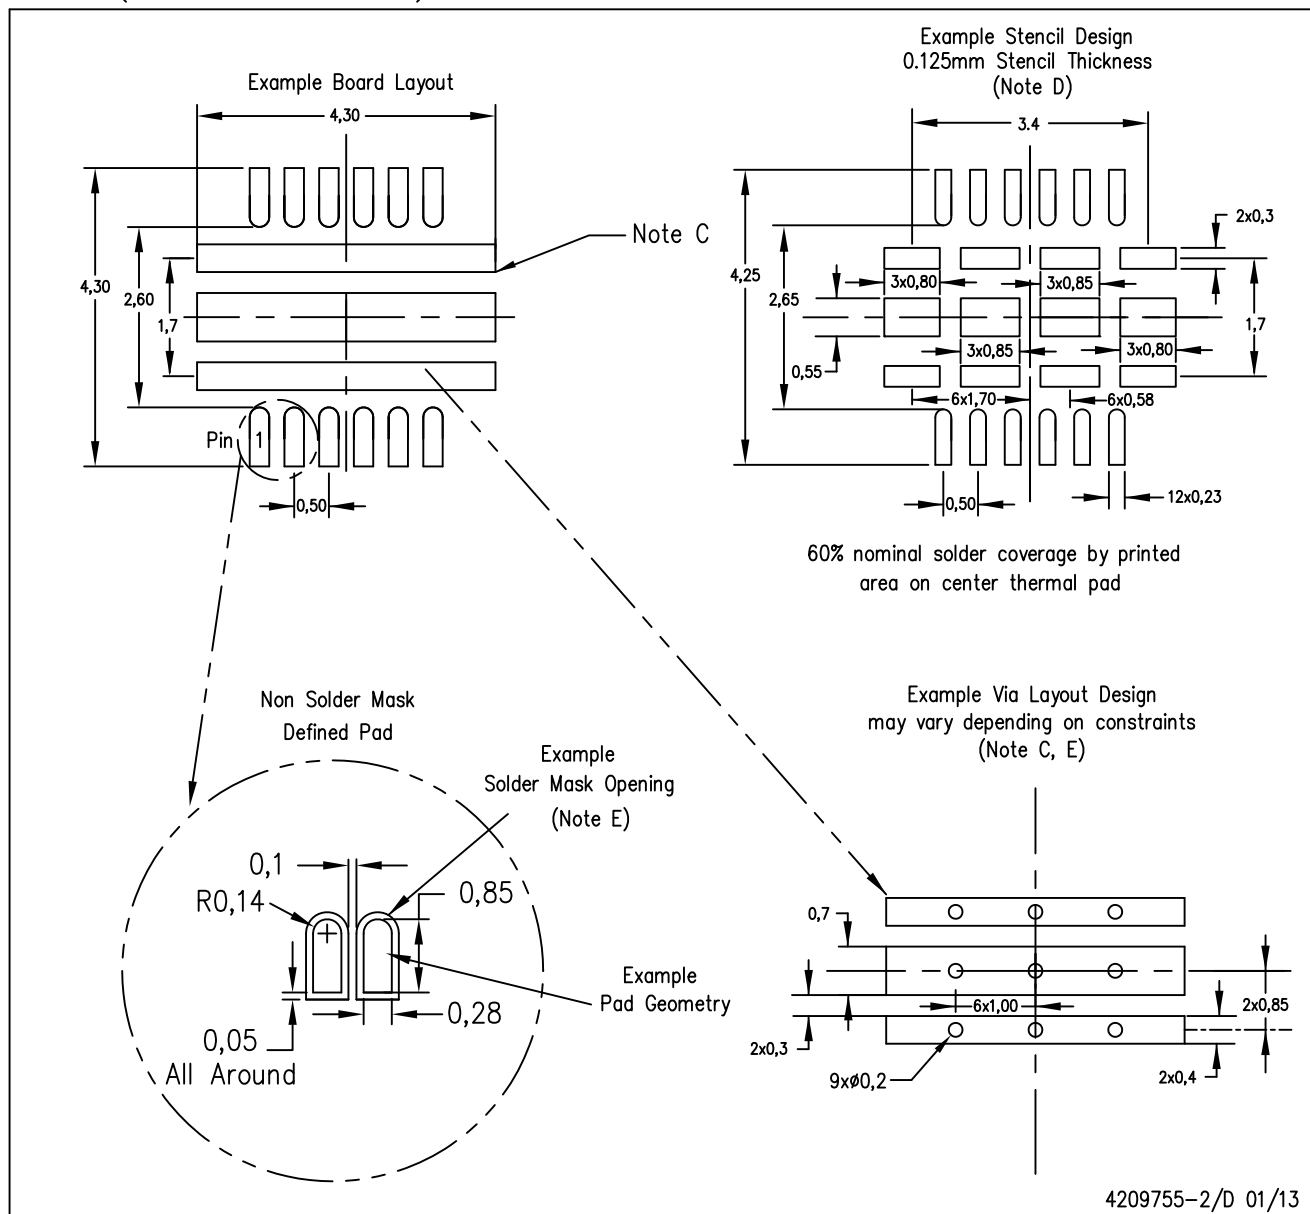 Example Board Layout
4,30
4,30
2,60
1,7
Note C
Pin 1
0,50
Example Stencil Design
0.125mm Stencil Thickness
(Note D)
3.4
2x0,3
4,25
2,65
3x0,80
3x0,85
1,7
3x0,85
3x0,80
0,55
6x1,70
6x0,58
0,50
12x0,23
60% nominal solder coverage by printed
area on center thermal pad
Non Solder Mask
Defined Pad
Example
Solder Mask Opening
(Note E)
0,1
R0,14
0,85
Example
Pad Geometry
0,28
0,05
All Around
Example Via Layout Design
may vary depending on constraints
(Note C, E)
0,7
6x1,00
2x0,85
2x0,3
9xø0,2
2x0,4
4209755-2/D 01/13